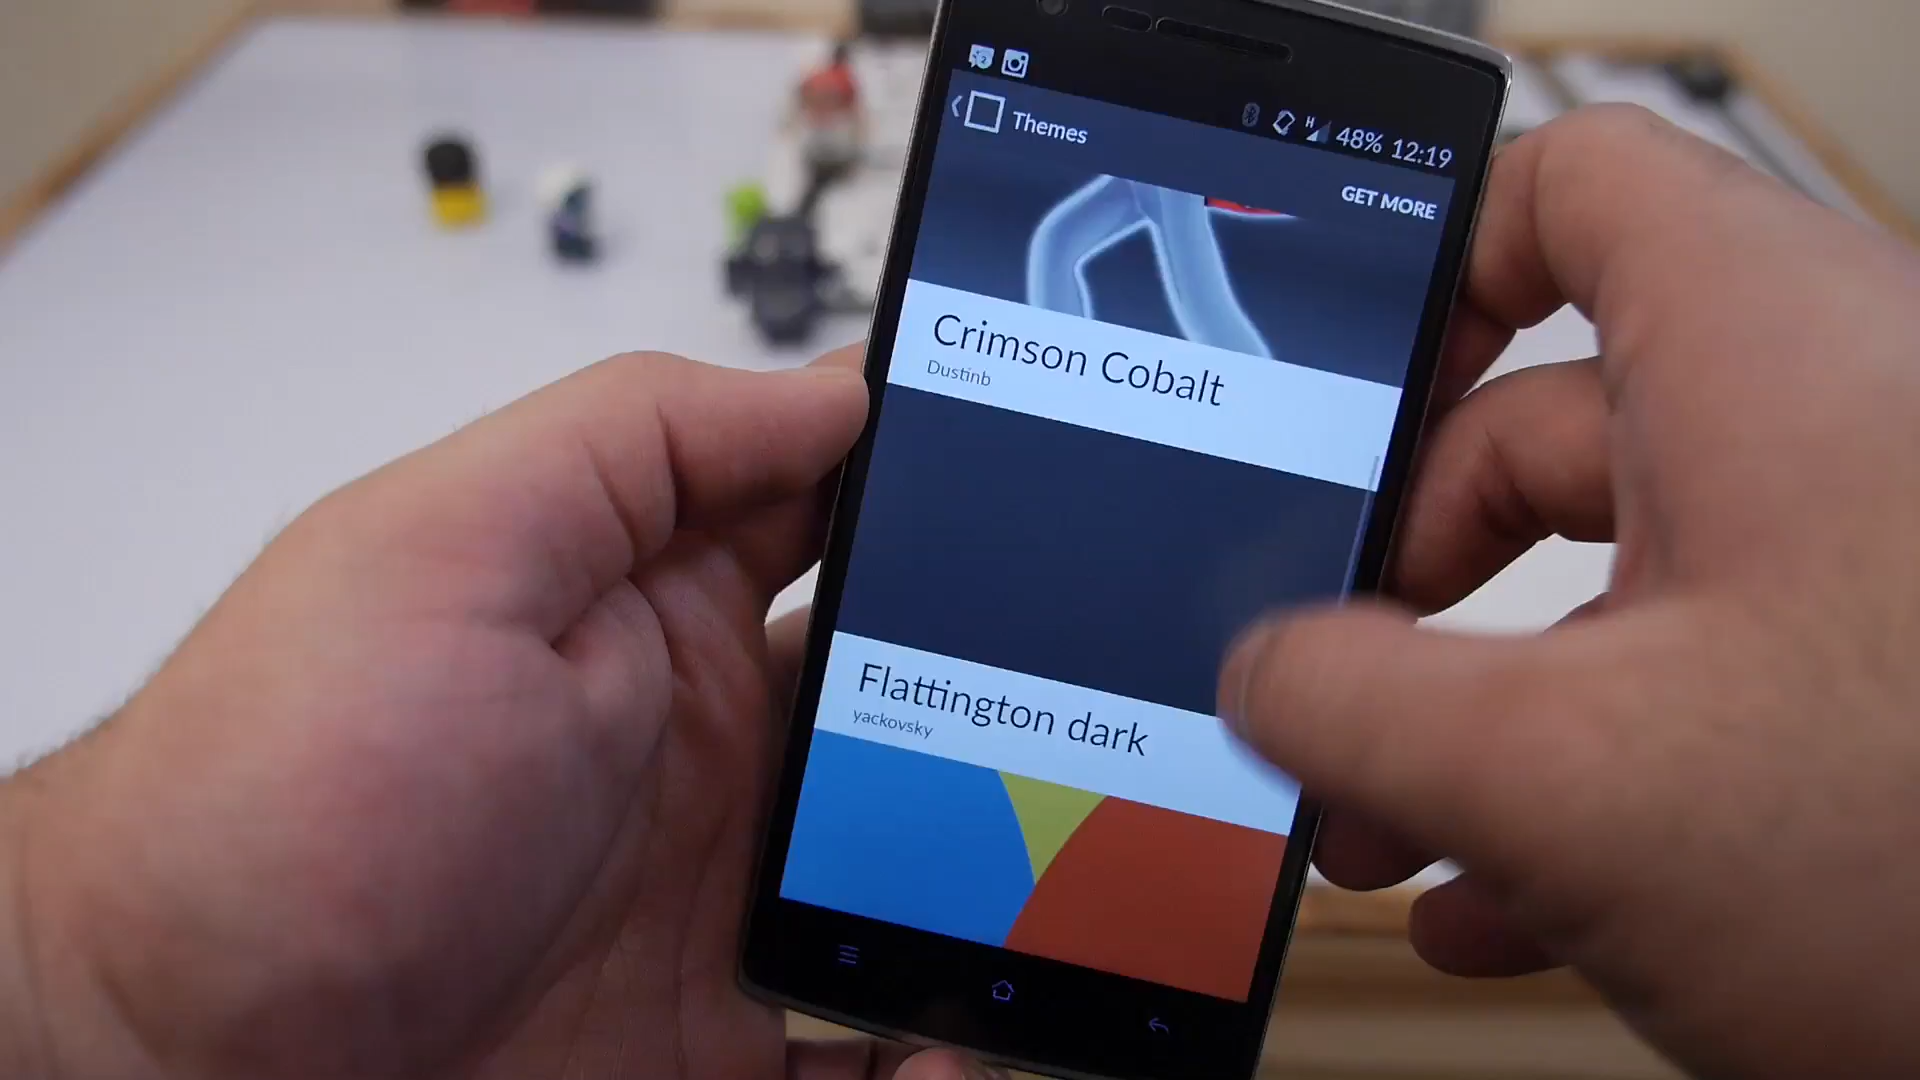 H 48% 12:19
Themes
GET MORE
Crimson Cobalt
Dustinb
Flattington dark
yackovsky